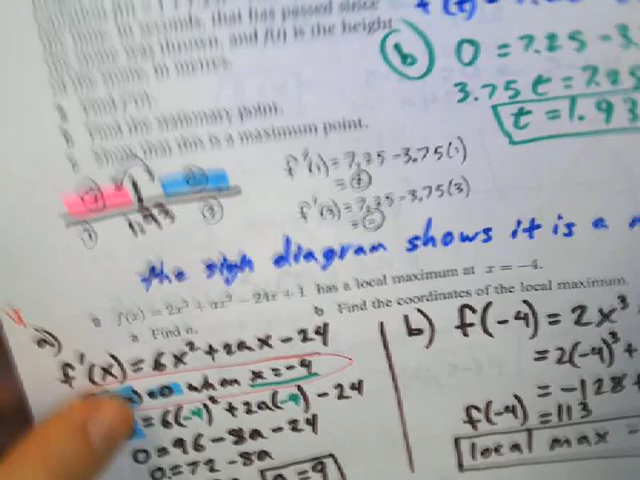 seconds, that has passed since
was thrown, and f(t) is the height
in metres.
Find the stationary point.
Show that this is a maximum point.
b 0 = 7.25 - 3.
3.75 t = 7.25
t = 1.93
f'(1) = 7.25 - 3.75(1)
= +
f'(3) = 7.25 - 3.75(3)
= -
1.93
the sign diagram shows it is a
f(x) = 2x³ + ax² - 24x + 1 has a local maximum at x = -4.
a Find a. b Find the coordinates of the local maximum.
a) f'(x) = 6x² + 2ax - 24
=0 when x = -4
= 6(-4)² + 2a(-4) - 24
0 = 96 - 8a - 24
0 = 72 - 8a
a = 9
b) f(-4) = 2x³
= 2(-4)³ +
= -128
f(-4) = 113
local max -